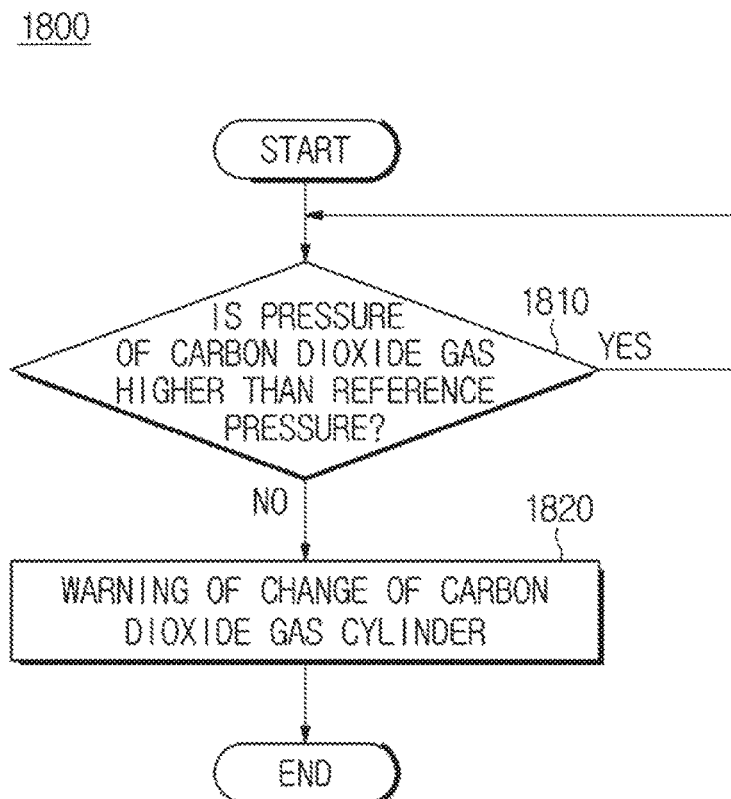 1800
START
IS PRESSURE
OF CARBON DIOXIDE GAS
HIGHER THAN REFERENCE
PRESSURE?
1810
YES
NO
1820
WARNING OF CHANGE OF CARBON
DIOXIDE GAS CYLINDER
END